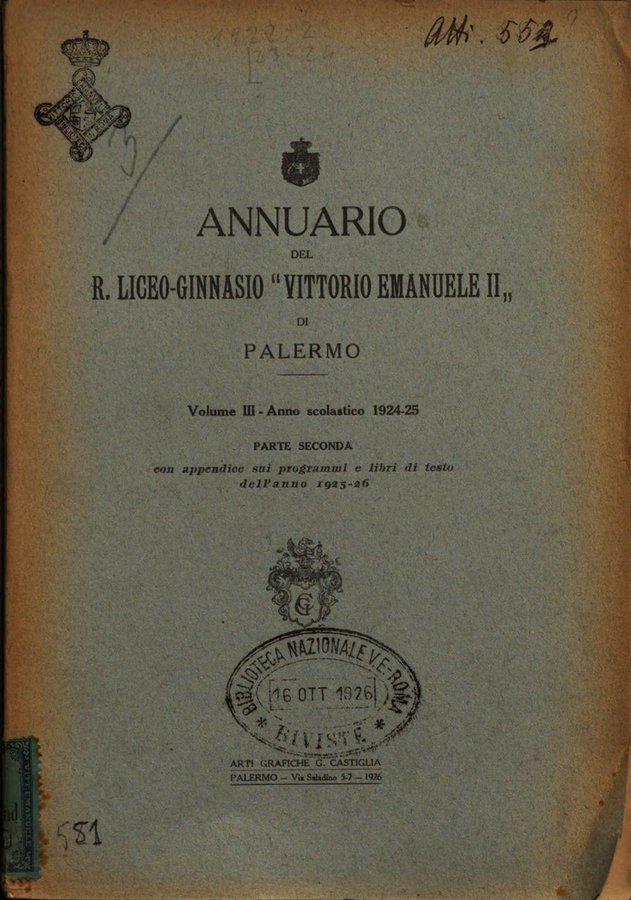 Atti. 552
ANNUARIO
DEL
R. LICEO-GINNASIO “VITTORIO EMANUELE II„
DI
PALERMO
Volume III - Anno scolastico 1924-25
PARTE SECONDA
con appendice sui programmi e libri di testo
dell'anno 1925-26
GC
BIBLIOTECA NAZIONALE V.E-ROMA
16 OTT 1926
* RIVISTE *
ARTI GRAFICHE G. CASTIGLIA
PALERMO — Via Saladino 5-7 — 1926
581